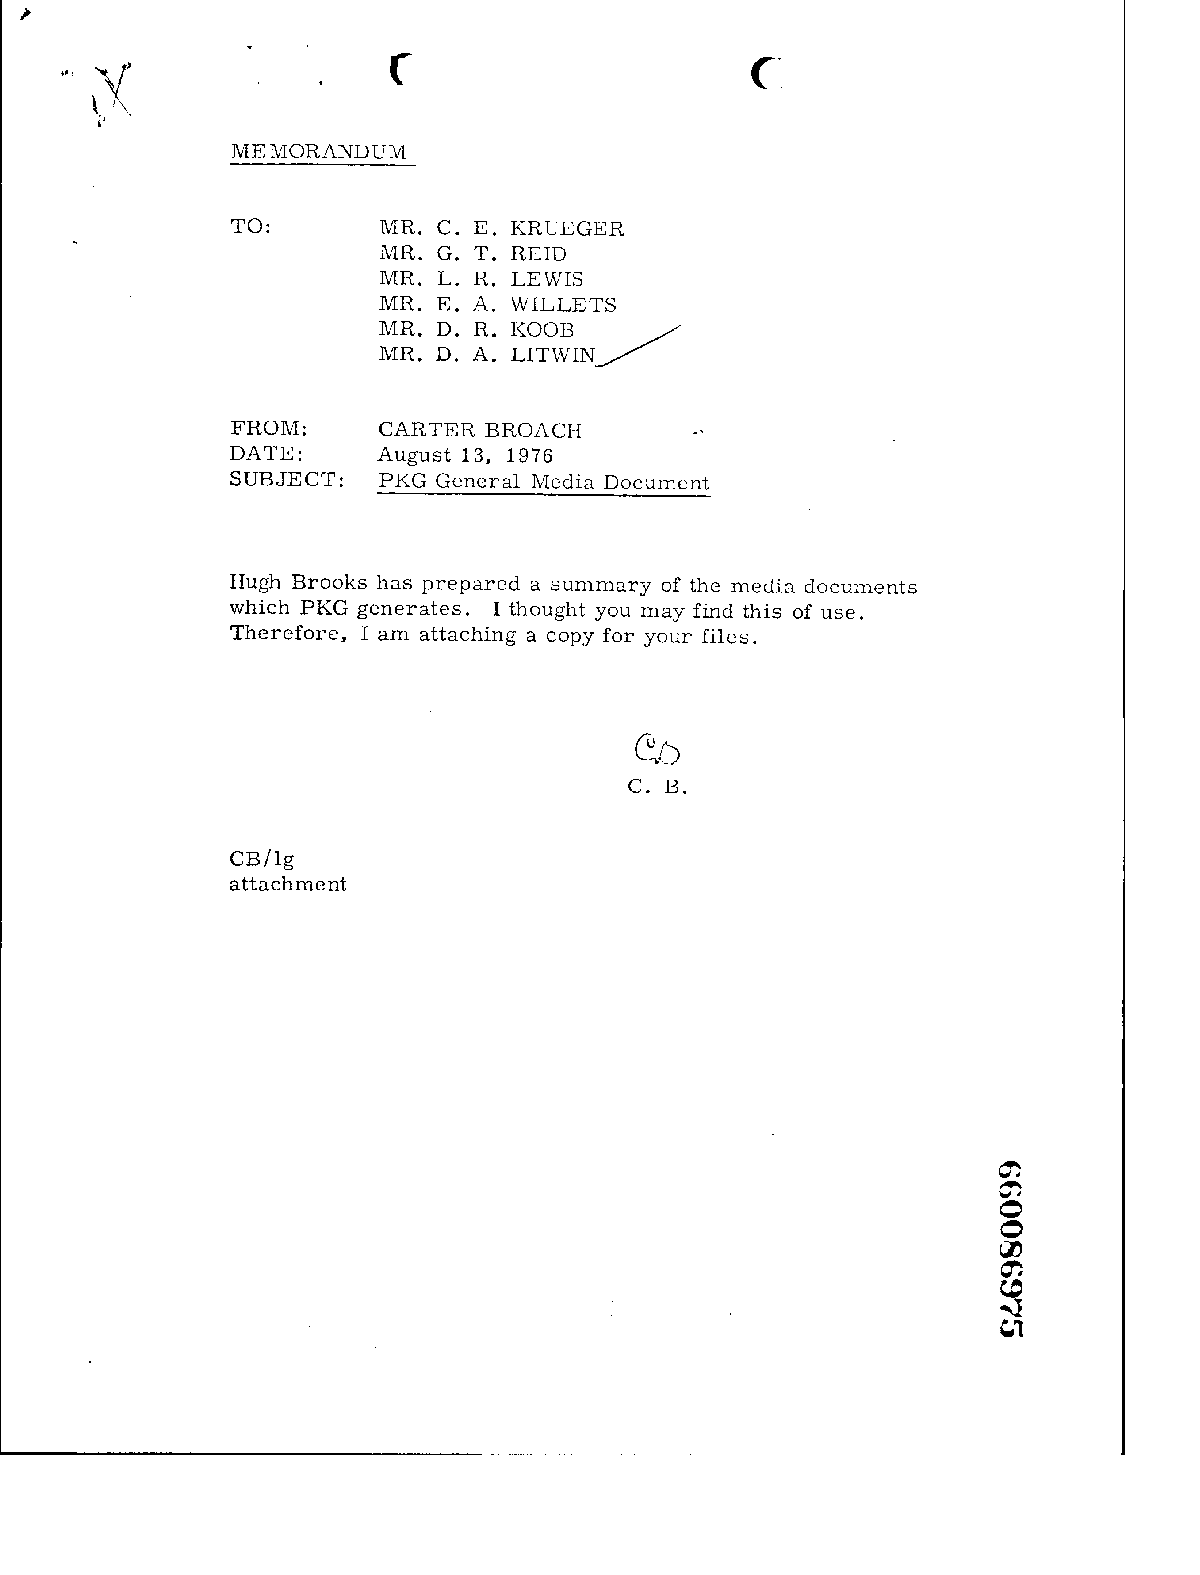 MEMORANDUM
TO: MR. C. E. KRUEGER
MR. G. T. REID
MR. L. R. LEWIS
MR. E. A. WILLETS
MR. D. R. KOOB
MR. D. A. LITWIN
FROM: CARTER BROACH
DATE: August 13, 1976
SUBJECT: PKG General Media Document
Hugh Brooks has prepared a summary of the media documents
which PKG generates. I thought you may find this of use.
Therefore, I am attaching a copy for your files.
CB
C. B.
CB/lg
attachment
660086975